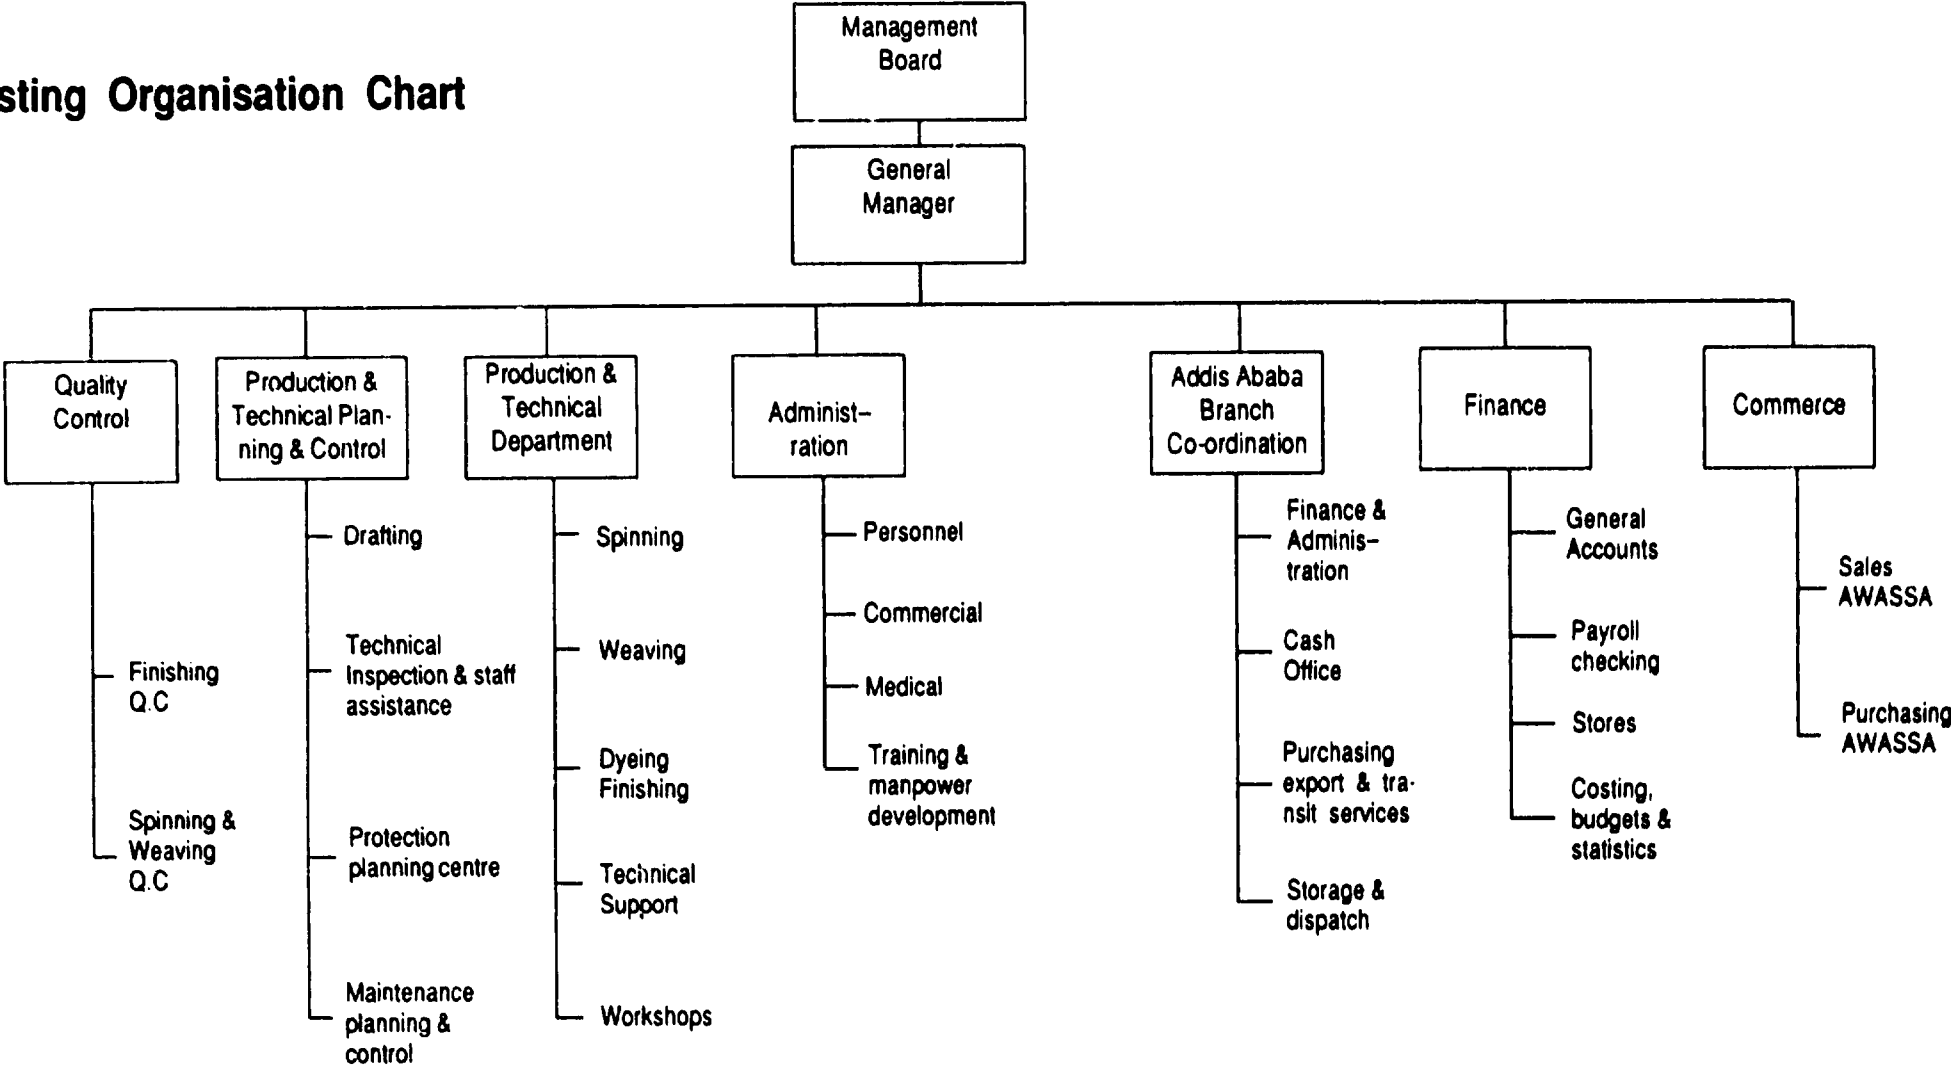 sting Organisation Chart
Management
Board
General
Manager
Quality
Control
Production &
Technical Plan-
ning & Control
Production &
Technical
Department
Administ-
ration
Addis Ababa
Branch
Co-ordination
Finance
Commerce
Finishing
Q.C
Spinning &
Weaving
Q.C
Drafting
Technical
Inspection & staff
assistance
Protection
planning centre
Maintenance
planning &
control
Spinning
Weaving
Dyeing
Finishing
Technical
Support
Workshops
Personnel
Commercial
Medical
Training &
manpower
development
Finance &
Adminis-
tration
Cash
Office
Purchasing
export & tra-
nsit services
Storage &
dispatch
General
Accounts
Payroll
checking
Stores
Costing,
budgets &
statistics
Sales
AWASSA
Purchasing
AWASSA